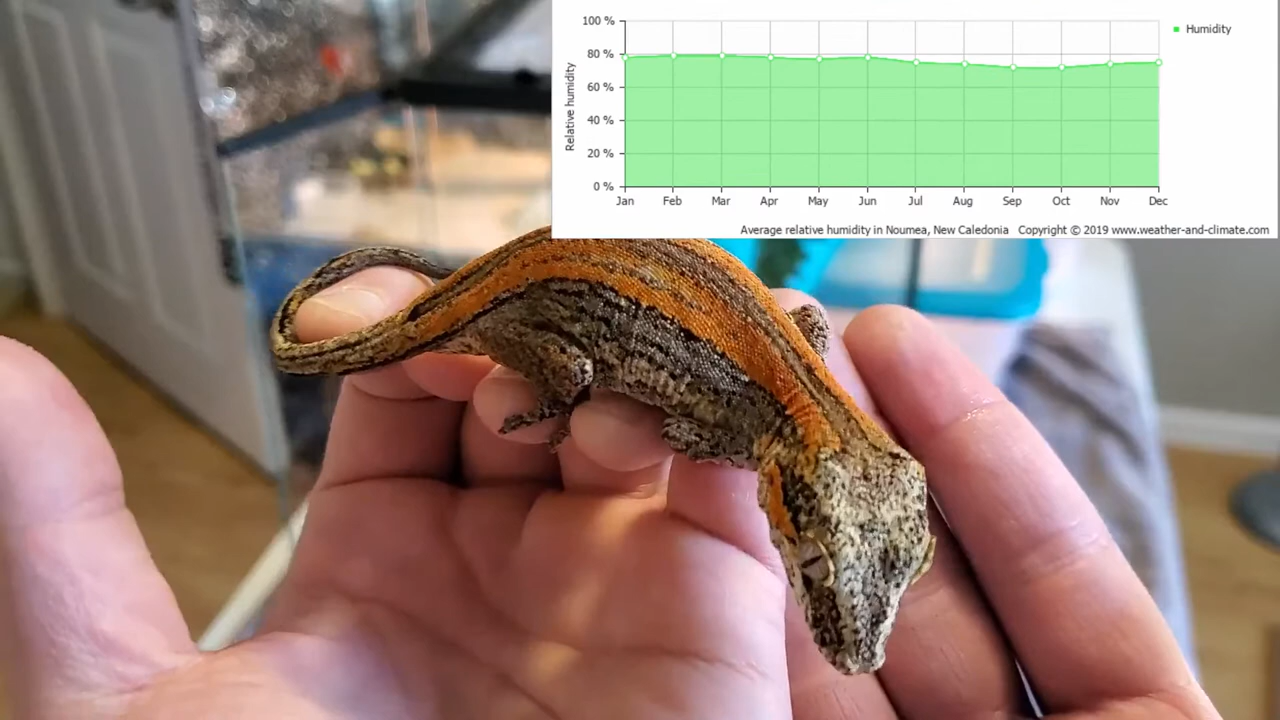 100 %
80 %
60 %
40 %
20 %
0 %
Relative humidity
Jan Feb Mar Apr May Jun Jul Aug Sep Oct Nov Dec
Humidity
Average relative humidity in Noumea, New Caledonia Copyright © 2019 www.weather-and-climate.com